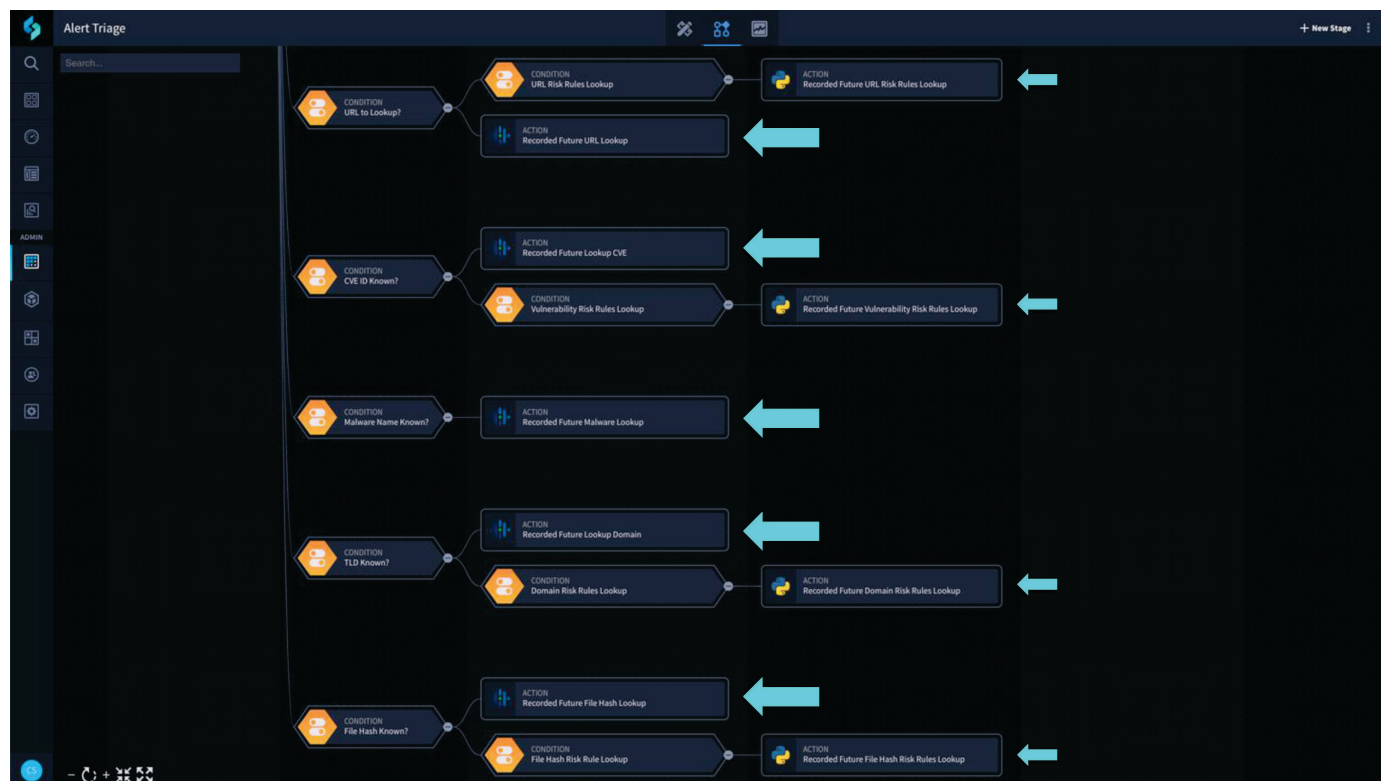 Alert Triage
+ New Stage
Search...
ADMIN
CONDITION
URL to Lookup?
CONDITION
URL Risk Rules Lookup
ACTION
Recorded Future URL Risk Rules Lookup
ACTION
Recorded Future URL Lookup
CONDITION
CVE ID Known?
ACTION
Recorded Future Lookup CVE
CONDITION
Vulnerability Risk Rules Lookup
ACTION
Recorded Future Vulnerability Risk Rules Lookup
CONDITION
Malware Name Known?
ACTION
Recorded Future Malware Lookup
CONDITION
TLD Known?
ACTION
Recorded Future Lookup Domain
CONDITION
Domain Risk Rules Lookup
ACTION
Recorded Future Domain Risk Rules Lookup
CONDITION
File Hash Known?
ACTION
Recorded Future File Hash Lookup
CONDITION
File Hash Risk Rule Lookup
ACTION
Recorded Future File Hash Risk Rules Lookup
CS